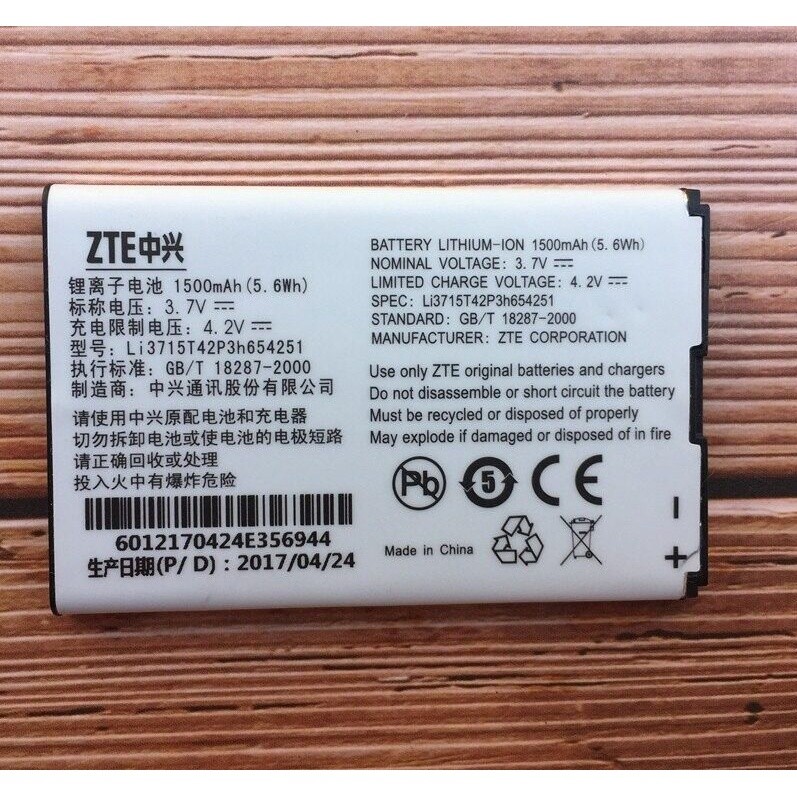 ZTE中兴
锂离子电池 1500mAh(5.6Wh)
标称电压: 3.7V
充电限制电压: 4.2V
型号: Li3715T42P3h654251
执行标准: GB/T 18287-2000
制造商: 中兴通讯股份有限公司
请使用中兴原配电池和充电器
切勿拆卸电池或使电池的电极短路
请正确回收或处理
投入火中有爆炸危险
6012170424E356944
生产日期(P/D): 2017/04/24
BATTERY LITHIUM-ION 1500mAh(5.6Wh)
NOMINAL VOLTAGE: 3.7V
LIMITED CHARGE VOLTAGE: 4.2V
SPEC: Li3715T42P3h654251
STANDARD: GB/T 18287-2000
MANUFACTURER: ZTE CORPORATION
Use only ZTE original batteries and chargers
Do not disassemble or short circuit the battery
Must be recycled or disposed of properly
May explode if damaged or disposed of in fire
Pb 5 CE
Made in China
-
+